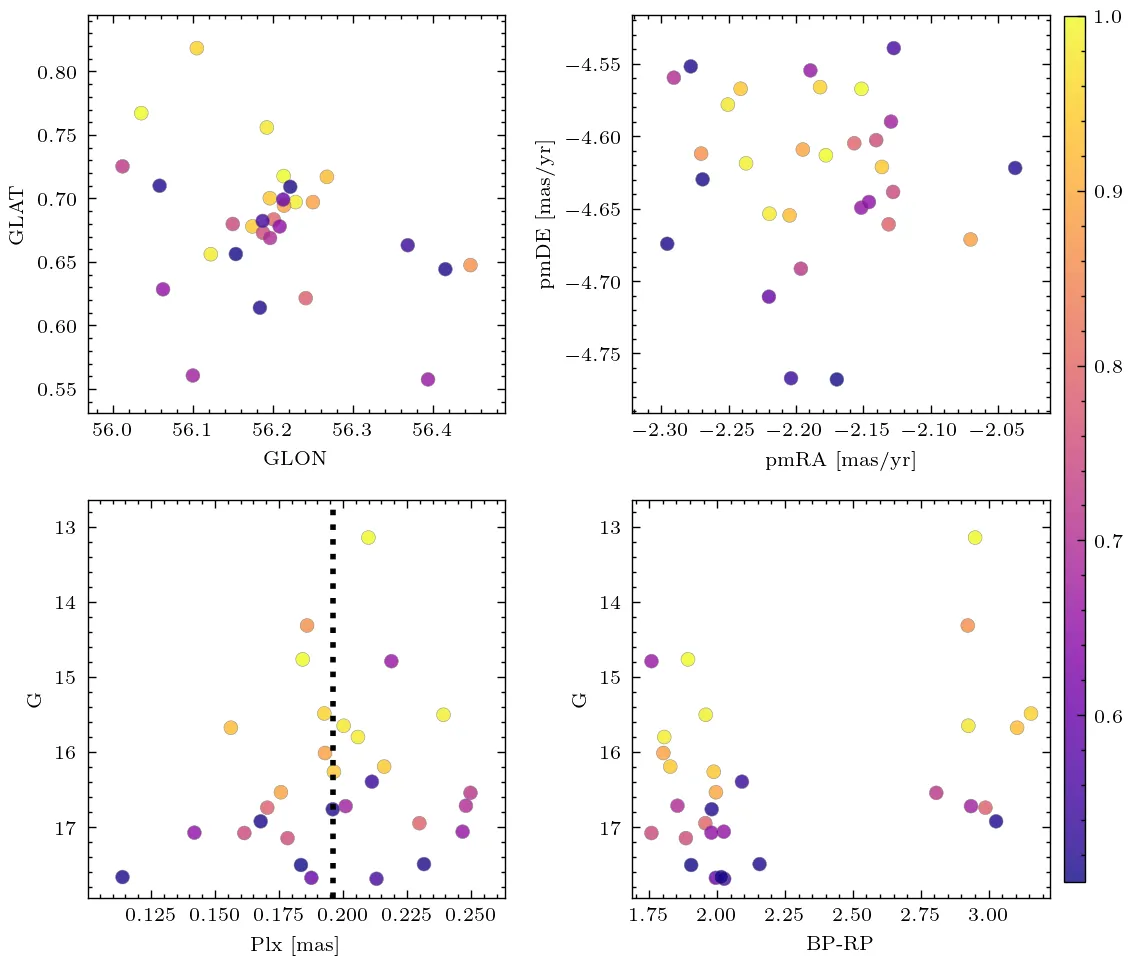 0.80
0.75
0.70
0.65
0.60
0.55
GLAT
56.0 56.1 56.2 56.3 56.4
GLON
−4.55
−4.60
−4.65
−4.70
−4.75
pmDE [mas/yr]
−2.30 −2.25 −2.20 −2.15 −2.10 −2.05
pmRA [mas/yr]
13
14
15
16
17
G
0.125 0.150 0.175 0.200 0.225 0.250
Plx [mas]
13
14
15
16
17
G
1.75 2.00 2.25 2.50 2.75 3.00
BP-RP
1.0
0.9
0.8
0.7
0.6